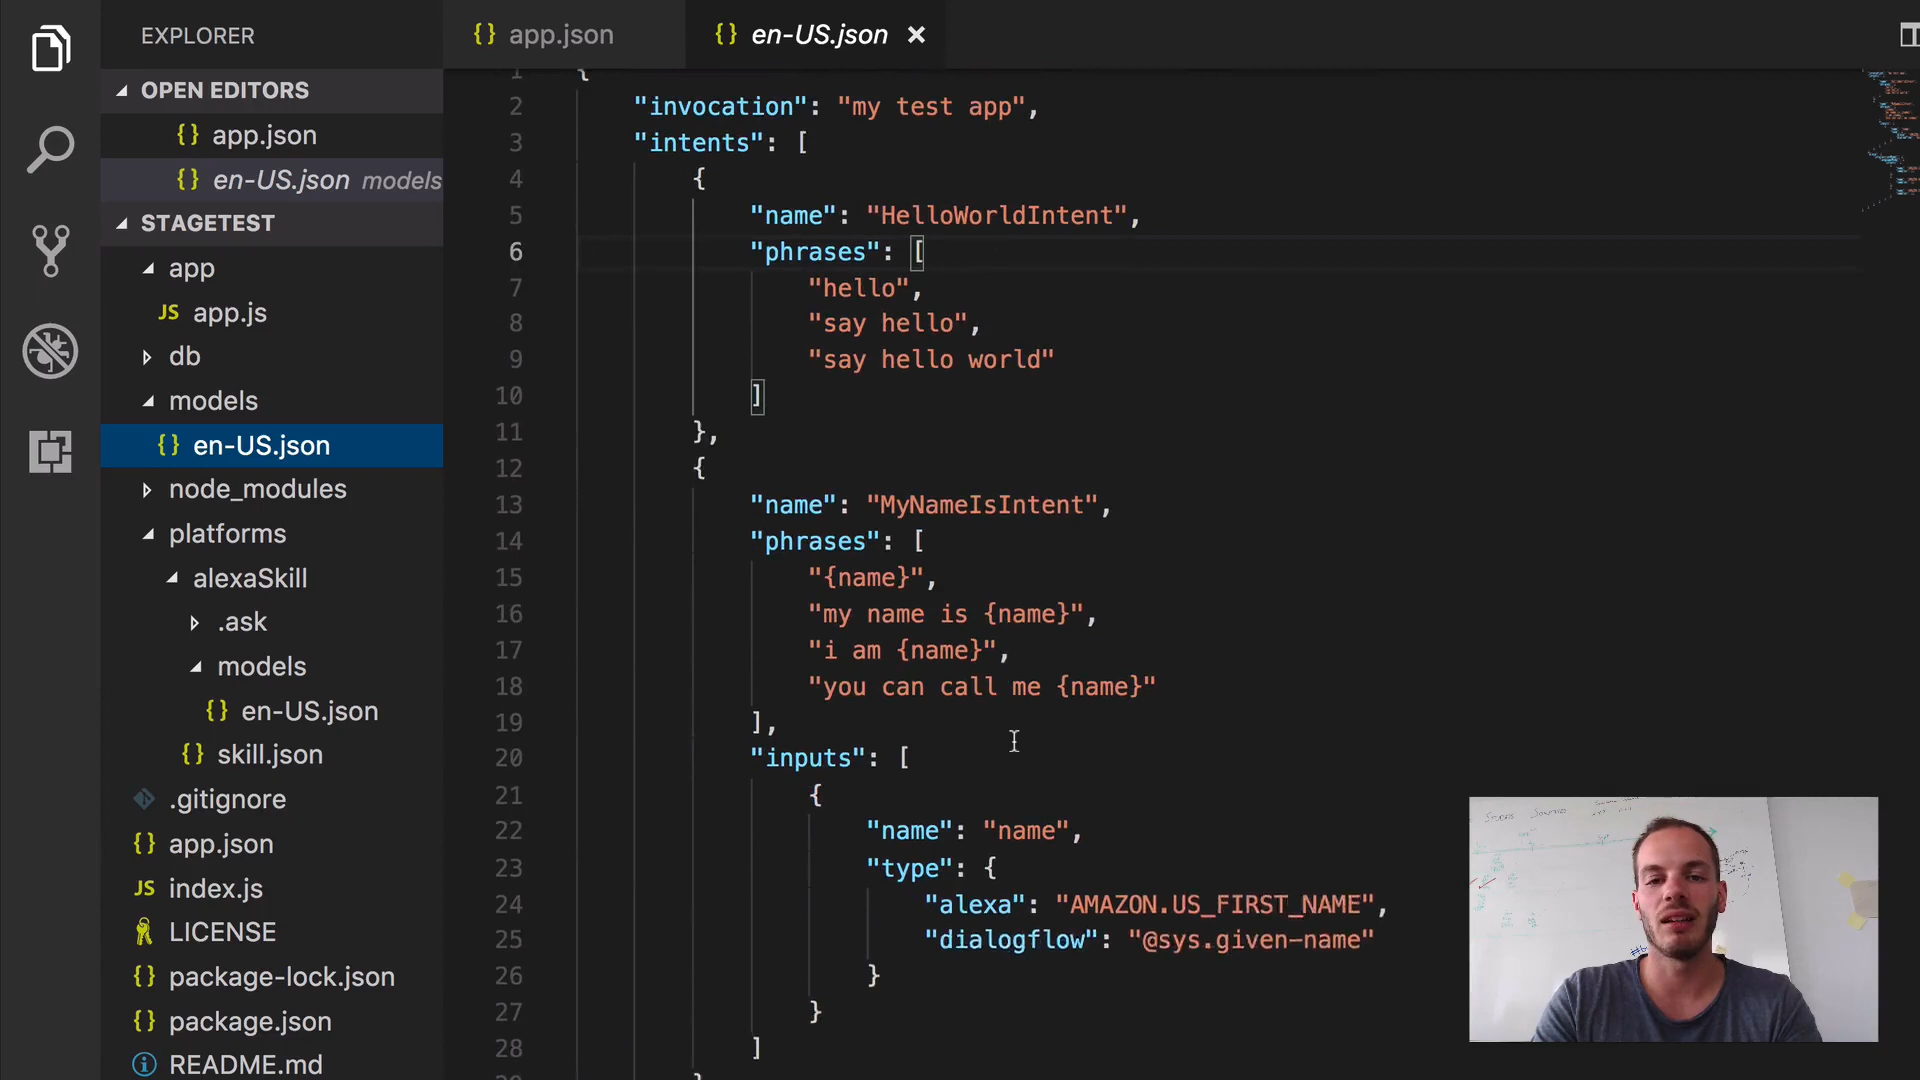 EXPLORER
OPEN EDITORS
{} app.json
{} en-US.json models
STAGETEST
app
JS app.js
db
models
{} en-US.json
node_modules
platforms
alexaSkill
.ask
models
{} en-US.json
{} skill.json
.gitignore
{} app.json
JS index.js
LICENSE
{} package-lock.json
{} package.json
README.md
{} app.json
{} en-US.json ×
1 {
2 "invocation": "my test app",
3 "intents": [
4 {
5 "name": "HelloWorldIntent",
6 "phrases": [
7 "hello",
8 "say hello",
9 "say hello world"
10 ]
11 },
12 {
13 "name": "MyNameIsIntent",
14 "phrases": [
15 "{name}",
16 "my name is {name}",
17 "i am {name}",
18 "you can call me {name}"
19 ],
20 "inputs": [
21 {
22 "name": "name",
23 "type": {
24 "alexa": "AMAZON.US_FIRST_NAME",
25 "dialogflow": "@sys.given-name"
26 }
27 }
28 ]